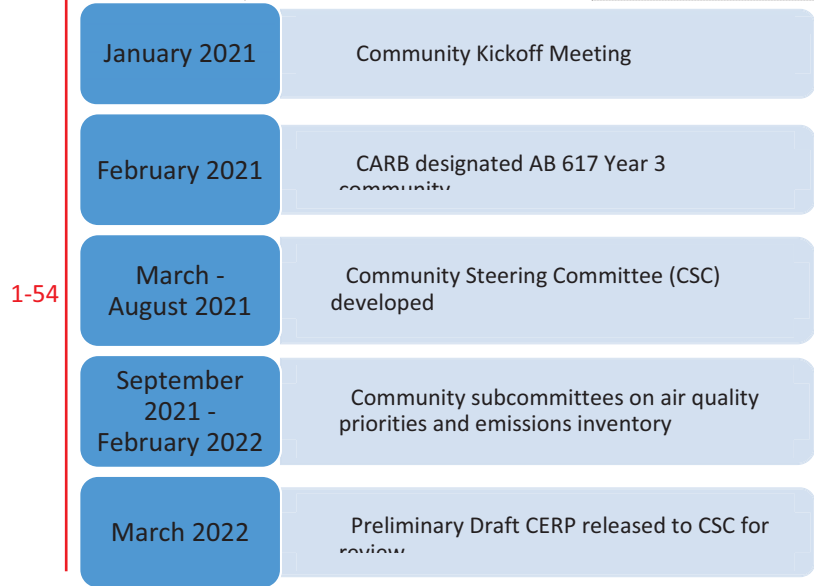 January 2021
Community Kickoff Meeting
February 2021
CARB designated AB 617 Year 3
community
March -
August 2021
Community Steering Committee (CSC)
developed
1-54
September
2021 -
February 2022
Community subcommittees on air quality
priorities and emissions inventory
March 2022
Preliminary Draft CERP released to CSC for
review